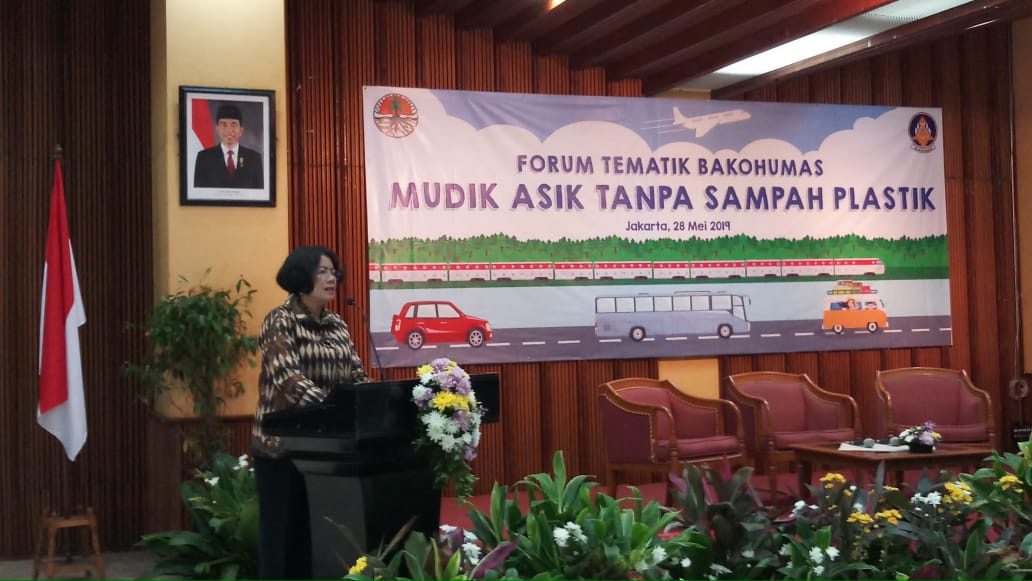 FORUM TEMATIK BAKOHUMAS
MUDIK ASIK TANPA SAMPAH PLASTIK
Jakarta, 28 Mei 2019